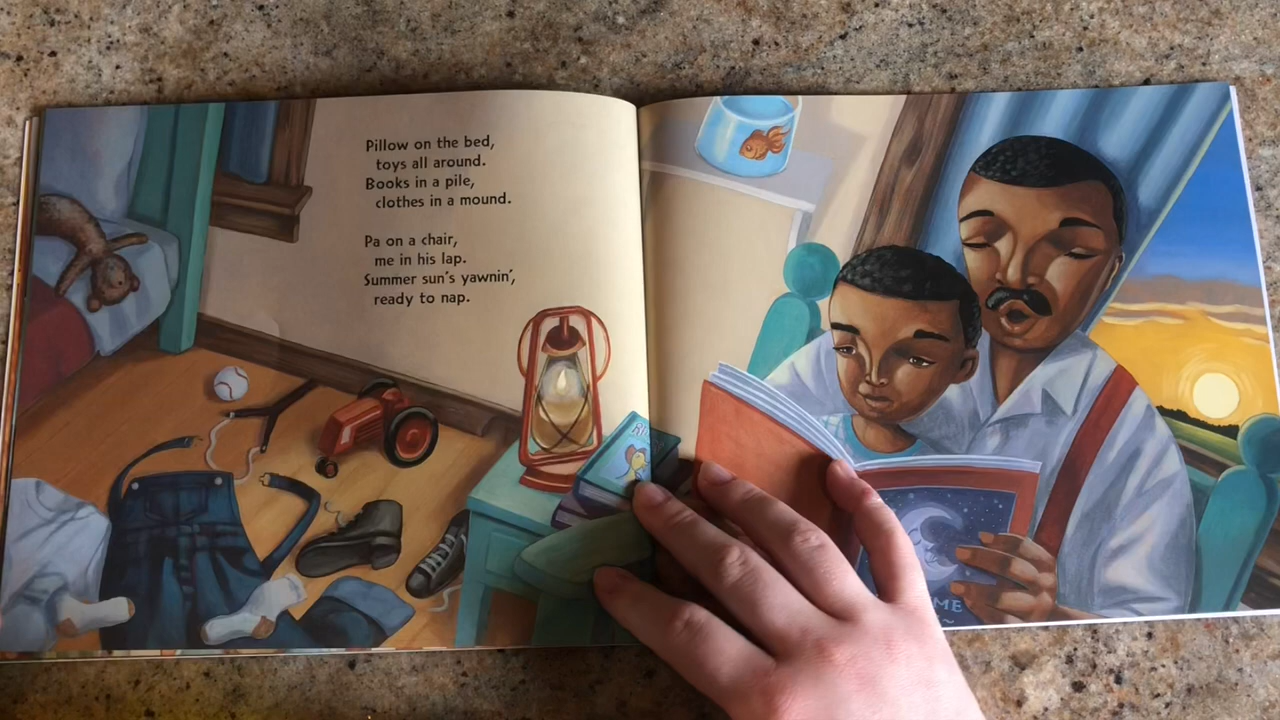 Pillow on the bed,
toys all around.
Books in a pile,
clothes in a mound.
Pa on a chair,
me in his lap.
Summer sun's yawnin',
ready to nap.
ME